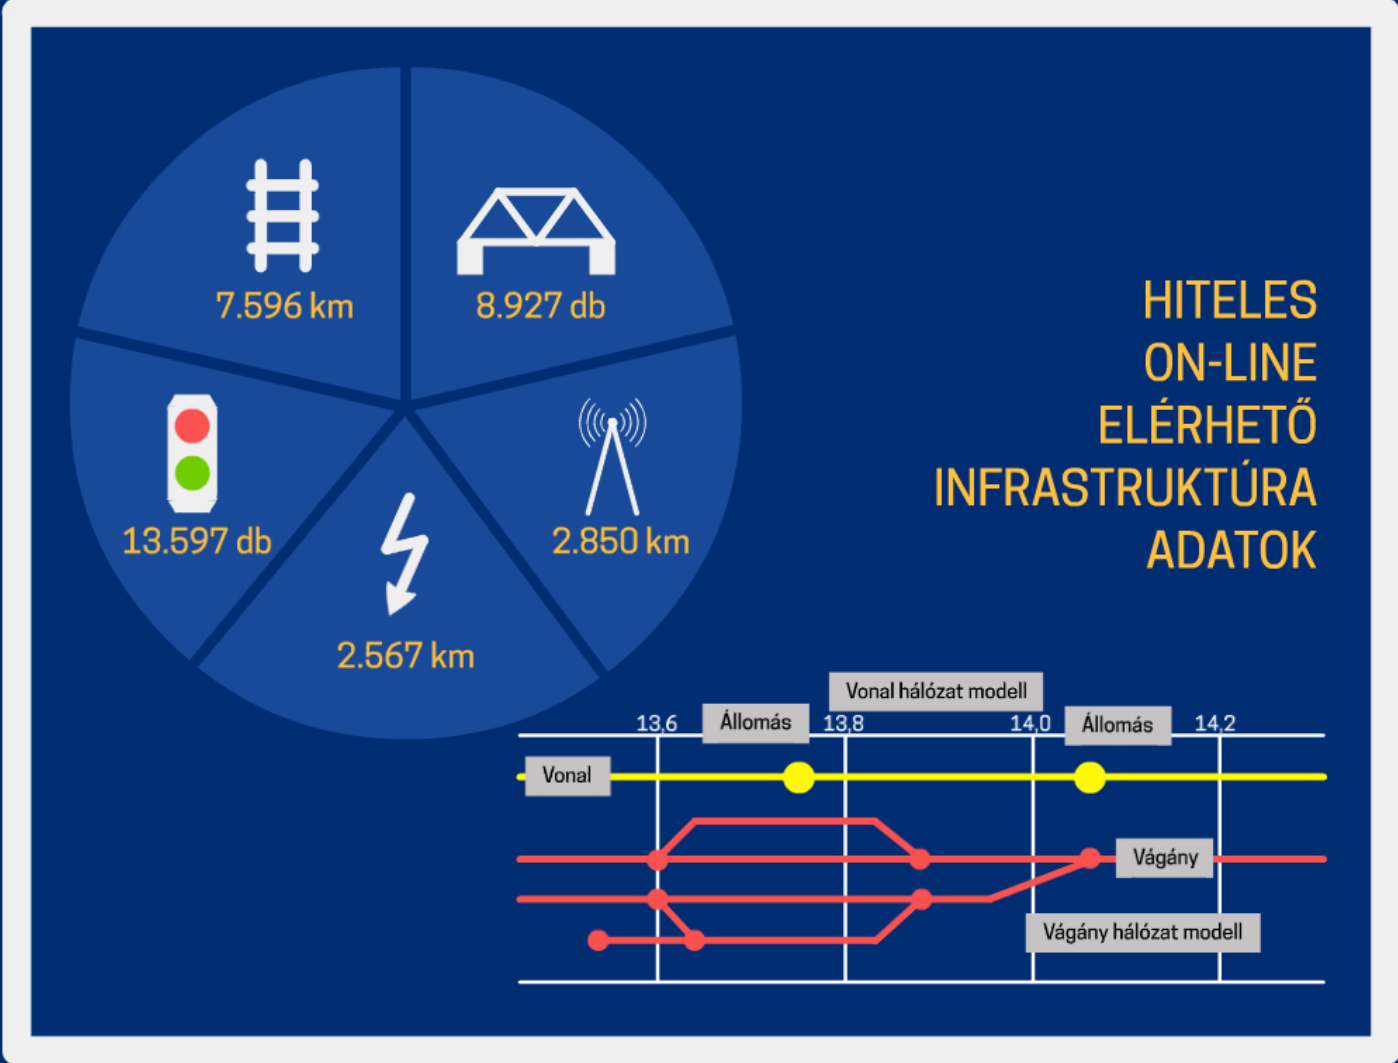 7.596 km
8.927 db
13.597 db
2.850 km
2.567 km
HITELES
ON-LINE
ELÉRHETŐ
INFRASTRUKTÚRA
ADATOK
Vonal hálózat modell
13,6
Állomás
13,8
14,0
Állomás
14,2
Vonal
Vágány
Vágány hálózat modell